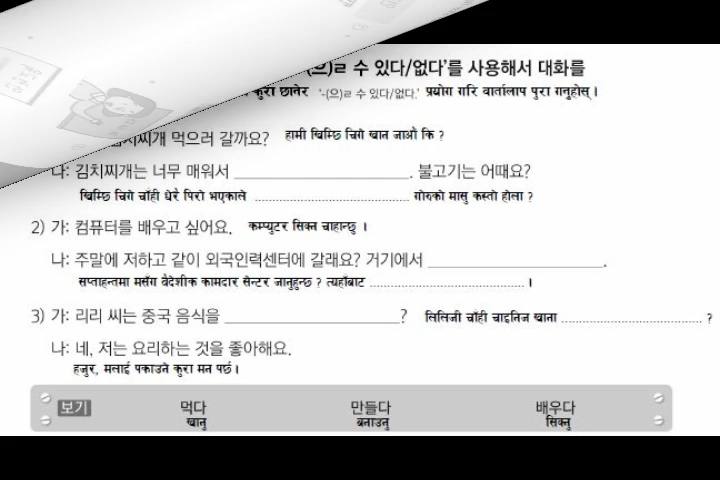 -(으)ㄹ 수 있다/없다'를 사용해서 대화를
कुरा छानेर '-(으)ㄹ 수 있다/없다.' प्रयोग गरि वार्तालाप पुरा गनुहोस् ।
김치찌개 먹으러 갈까요? हामी खिम्छि चिगे खान जाऔ कि ?
나: 김치찌개는 너무 매워서 ______. 불고기는 어때요?
खिम्छि चिगे चाँही धेरै पिरो भएकाले ........................ गोरुको मासु कस्तो होला ?
2) 가: 컴퓨터를 배우고 싶어요. कम्प्युटर सिक्न चाहान्छु ।
나: 주말에 저하고 같이 외국인력센터에 갈래요? 거기에서 ______.
सप्ताहन्तमा मसँग वैदेशीक कामदार सेन्टर जानुहुन्छ ? त्यहाँबाट ........................ ।
3) 가: 리리 씨는 중국 음식을 ______? लिलिजी चाँही चाइनिज खाना ........................ ?
나: 네, 저는 요리하는 것을 좋아해요.
हजुर, मलाई पकाउने कुरा मन पर्छ ।
보기 먹다 만들다 배우다
खानु बनाउनु सिक्नु